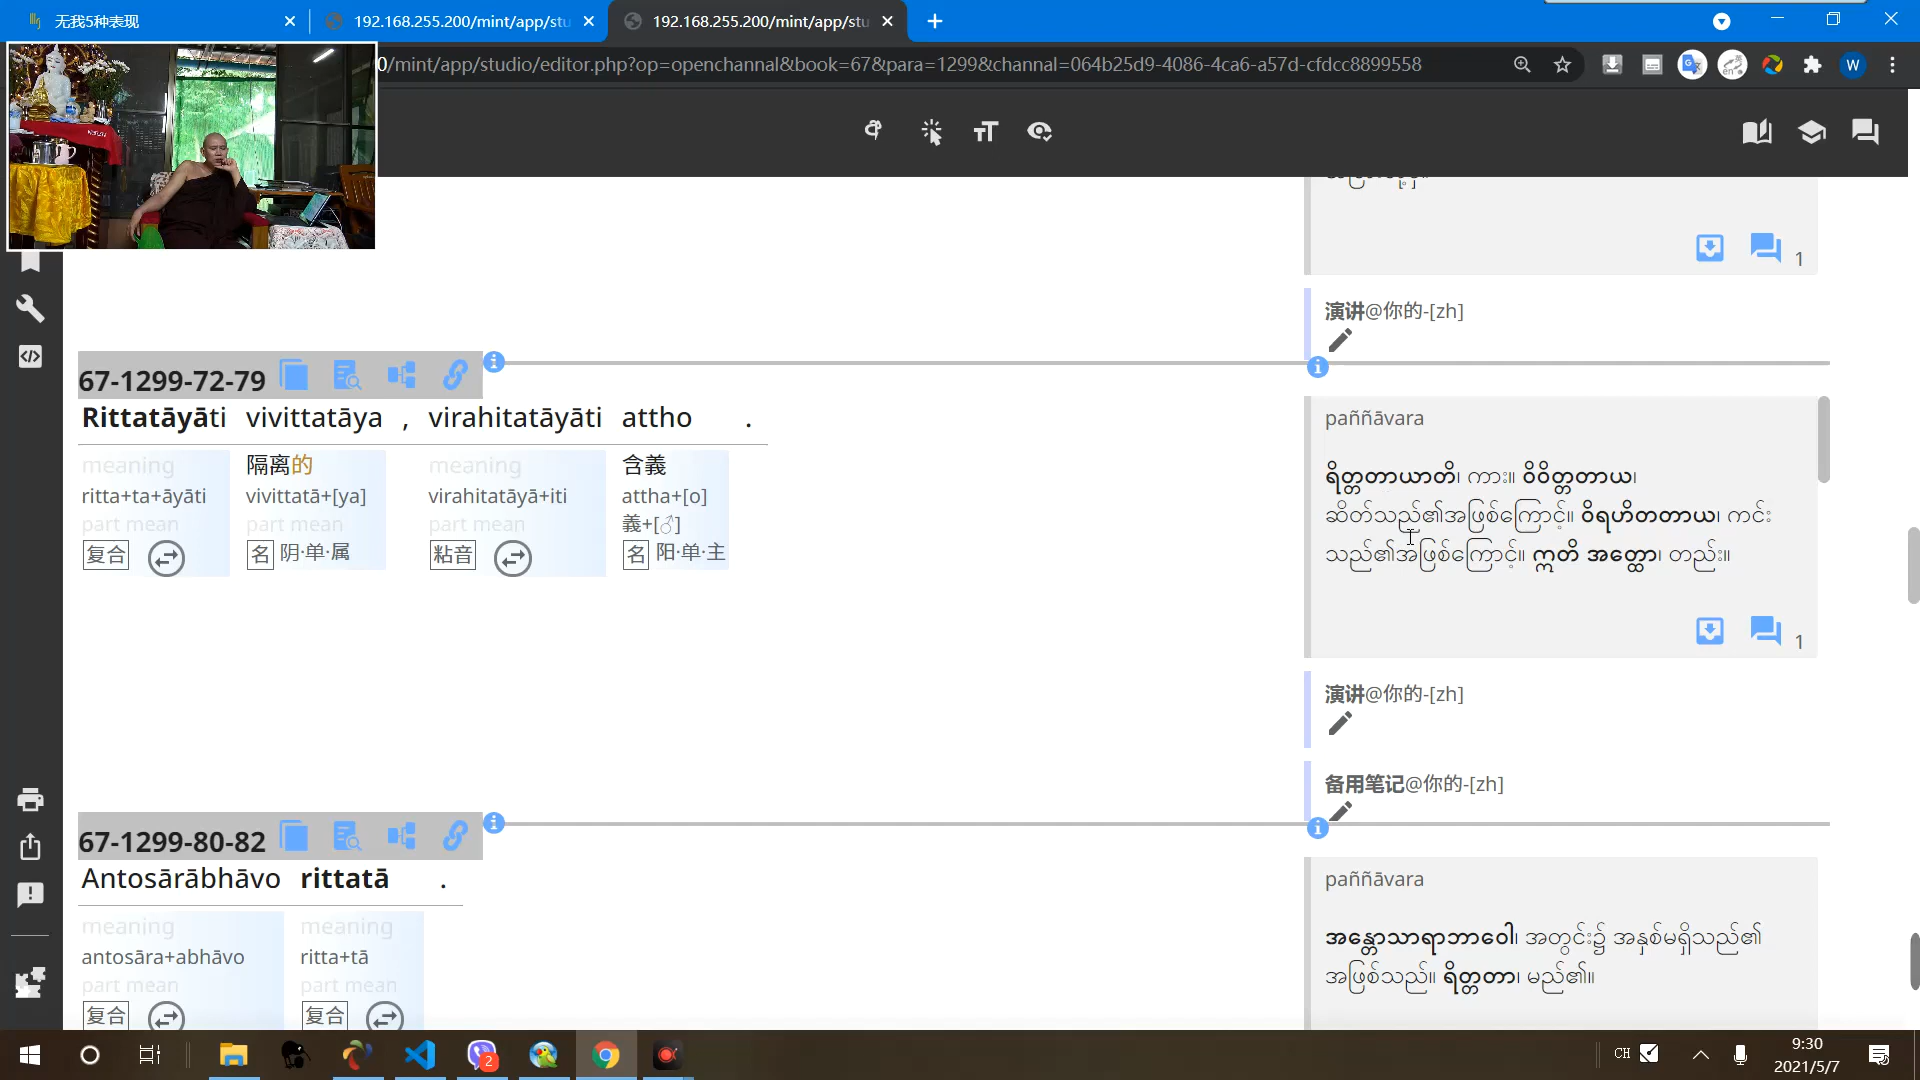 无我5种表现
192.168.255.200/mint/app/stu
192.168.255.200/mint/app/stu
0/mint/app/studio/editor.php?op=openchannal&book=67&para=1299&channal=064b25d9-4086-4ca6-a57d-cfdcc8899558
W
1
演讲@你的-[zh]
67-1299-72-79
Rittatāyāti vivittatāya , virahitatāyāti attho .
meaning 隔离的 meaning 含義
ritta+ta+āyāti vivittatā+[ya] virahitatāyā+iti attha+[o]
part mean part mean part mean 義+[♂]
复合 名 阴·单·属 粘音 名 阳·单·主
paññāvara
ရိတ္တတာယာတိ၊ ကား။ ဝိဝိတ္တတာယ၊
ဆိတ်သည်၏အဖြစ်ကြောင့်။ ဝိရဟိတတာယ၊ ကင်း
သည်၏အဖြစ်ကြောင့်။ ဣတိ အတ္ထော၊ တည်း။
1
演讲@你的-[zh]
备用笔记@你的-[zh]
67-1299-80-82
Antosārābhāvo rittatā .
meaning meaning
antosāra+abhāvo ritta+tā
part mean part mean
复合 复合
paññāvara
အန္တောသာရာဘာဝေါ၊ အတွင်း၌ အနှစ်မရှိသည်၏
အဖြစ်သည်။ ရိတ္တတာ၊ မည်၏။
2
CH
9:30
2021/5/7